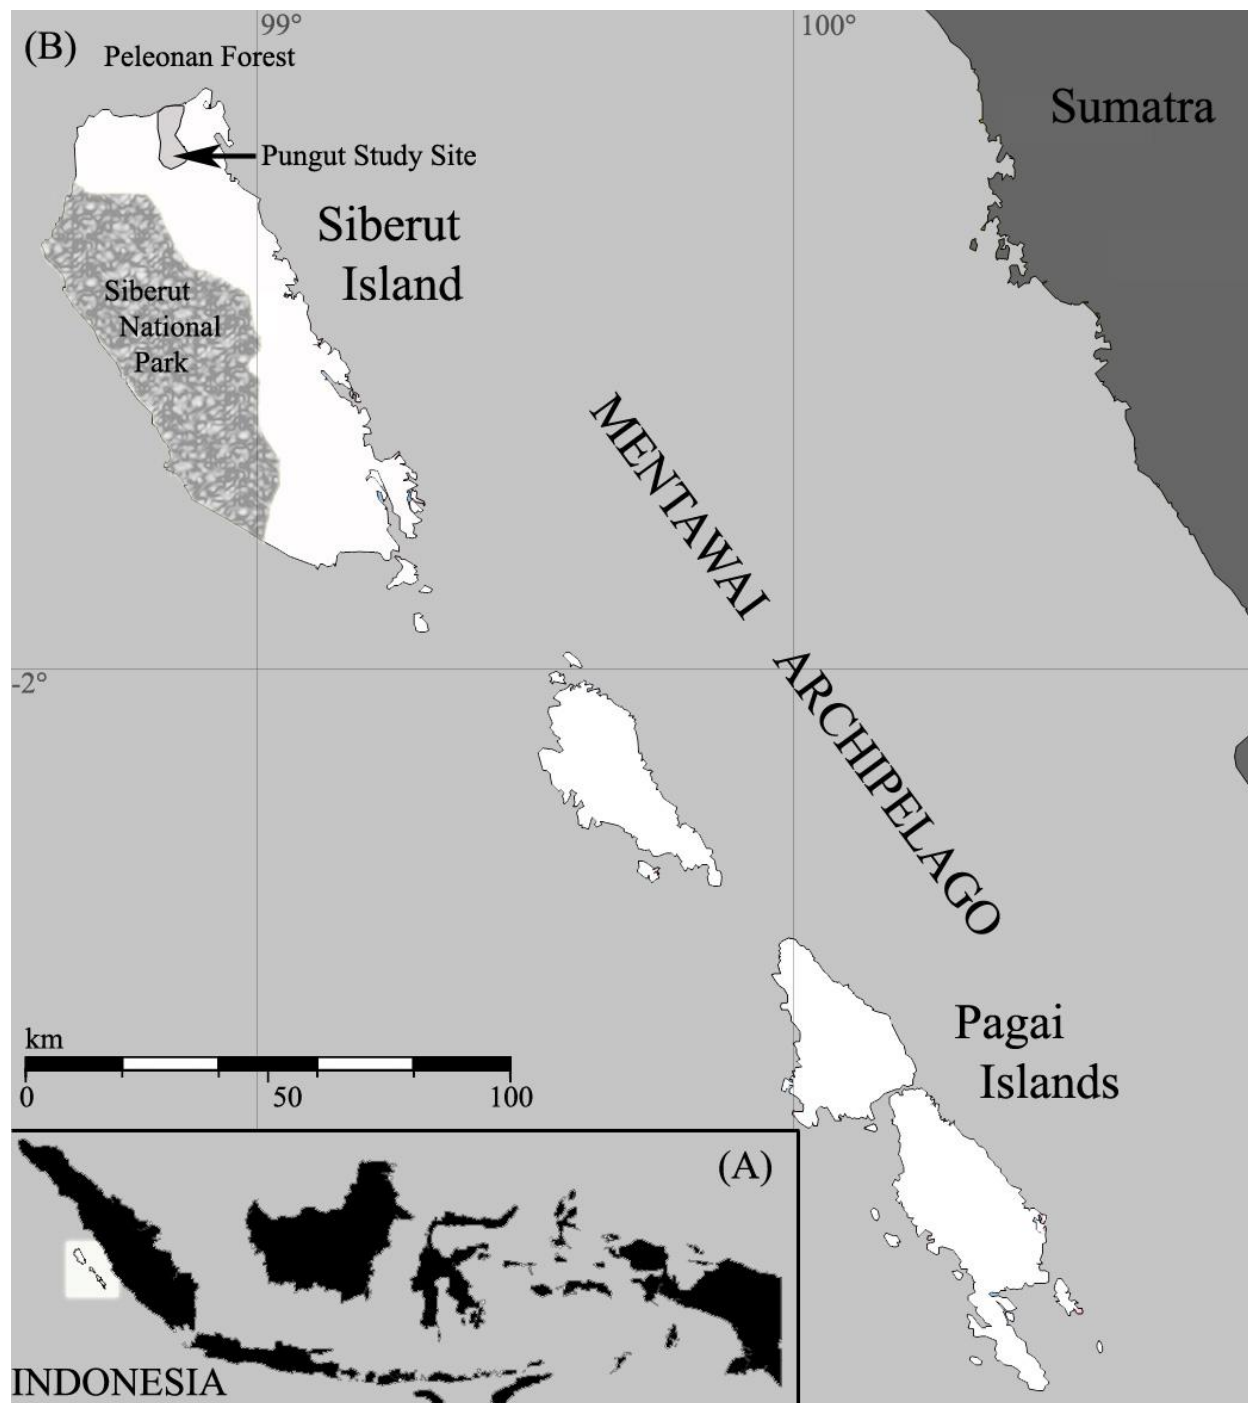 99°
100°
(B)
Peleonan Forest
Sumatra
Pungut Study Site
Siberut
Island
Siberut
National
Park
MENTAWAI ARCHIPELAGO
-2°
Pagai
Islands
km
0 50 100
(A)
INDONESIA